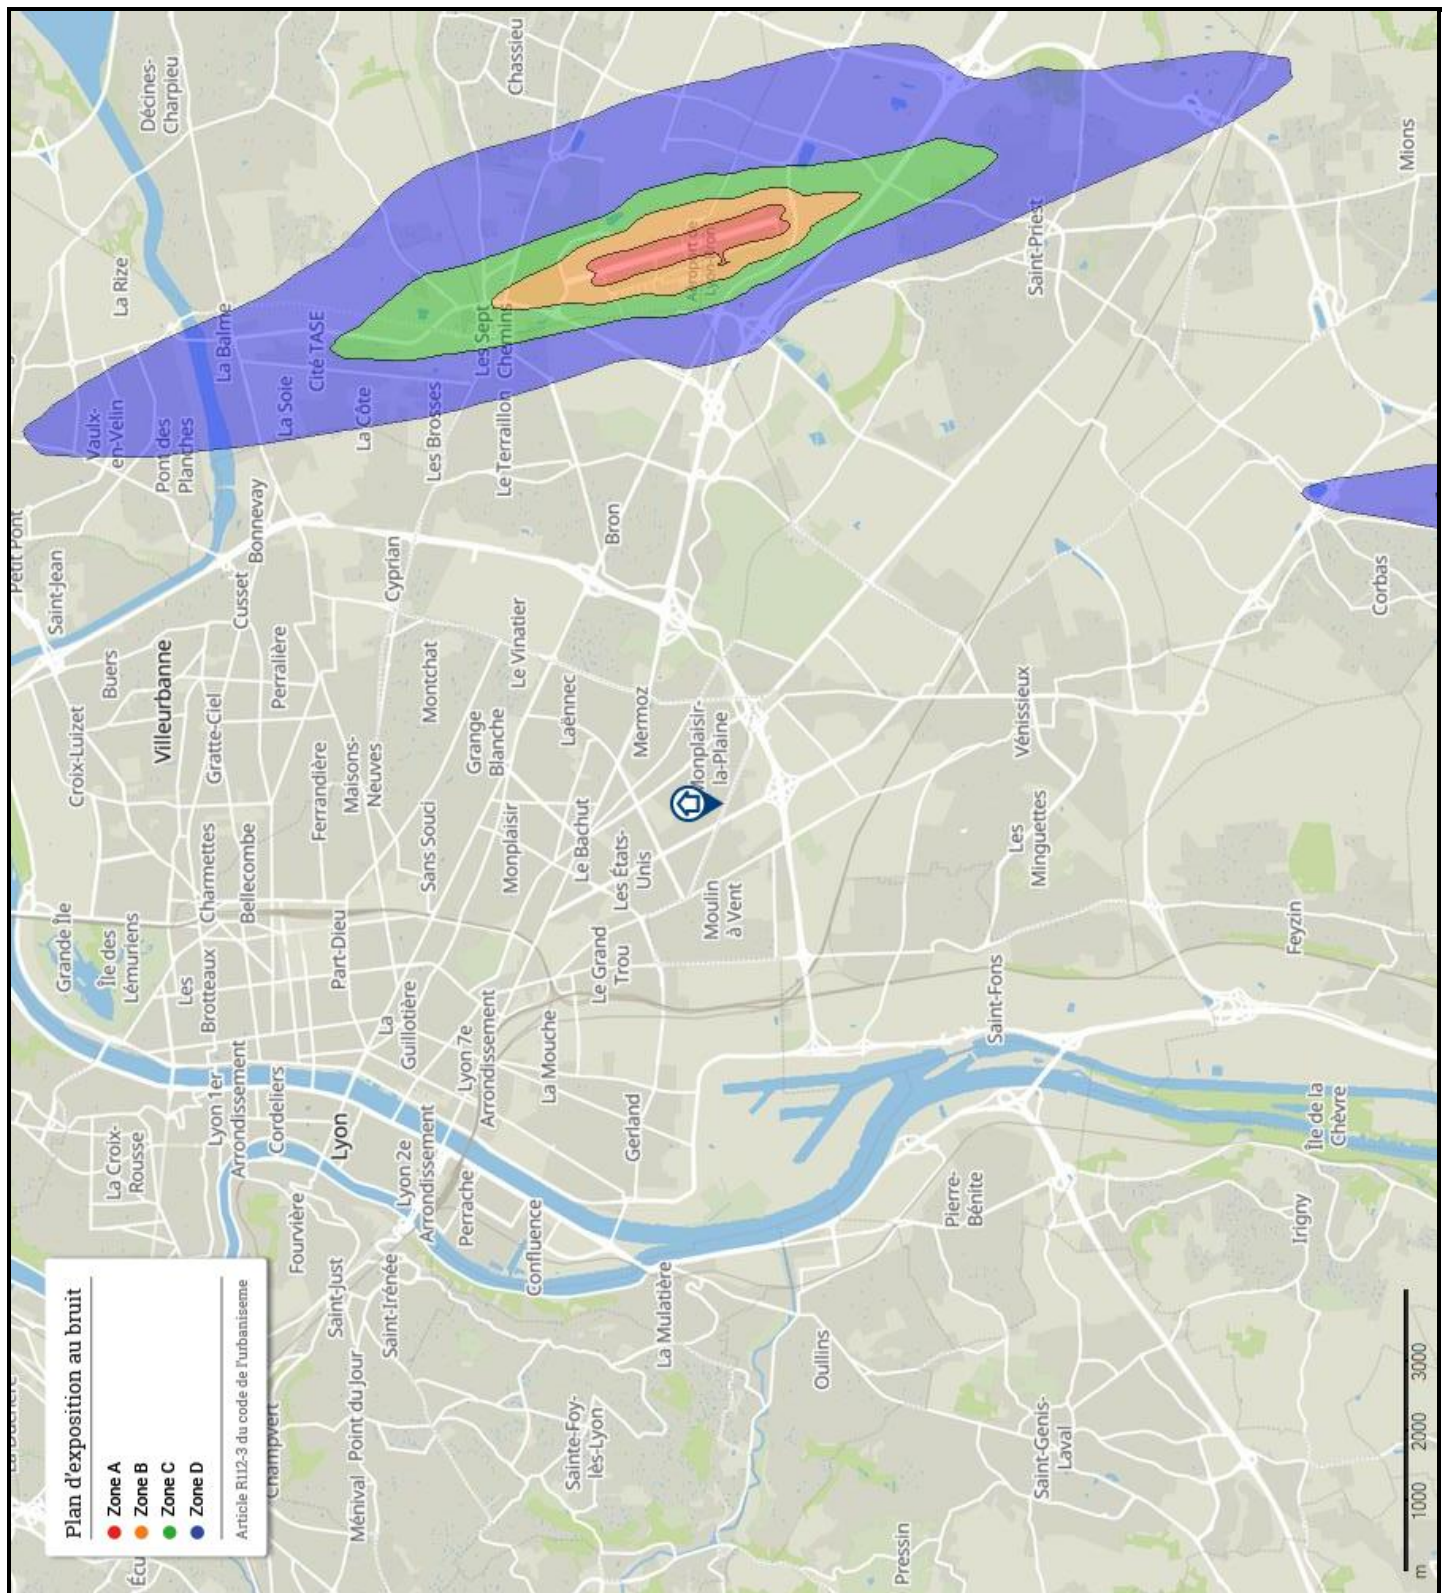 Plan d'exposition au bruit
Zone A
Zone B
Zone C
Zone D
Article R112-3 du code de l'urbaniseme
Petit Pont
Saint-Jean
Grande Île
Croix-Luizet
Vaulx-
en-Velin
Île des
Lémuriens
Buers
La Rize
La Croix-
Rousse
Décines-
Charpieu
Villeurbanne
Pont des
Planches
Les
Brotteaux
Charmettes
Gratte-Ciel
Lyon 1er
Arrondissement
La Balme
Cusset
Bellecombe
Bonnevay
Champvert
Cordeliers
Perralière
La Soie
Fourvière
Ferrandière
Cité TASE
Saint-Just
Lyon
Part-Dieu
Maisons-
Neuves
Ménival
Point du Jour
La Côte
Saint-Irénée
La
Guillotière
Cyprian
Lyon 2e
Arrondissement
Sans Souci
Montchat
Les Brosses
Perrache
Lyon 7e
Arrondissement
Grange
Blanche
Les Sept
Chemins
Monplaisir
Le Terraillon
Chassieu
Le Vinatier
Confluence
La Mouche
Laënnec
Sainte-Foy-
lès-Lyon
Le Bachut
Le Grand
Trou
Bron
Les États-
Unis
Gerland
Mermoz
La Mulatière
Monplaisir-
la-Plaine
Aéroport de
Lyon-Bron
Moulin
à Vent
Oullins
Pressin
Pierre-
Bénite
Saint-Fons
Les
Minguettes
Vénissieux
Saint-Priest
Saint-Genis-
Laval
Feyzin
Irigny
Île de la
Chèvre
Corbas
Mions
m 1000 2000 3000